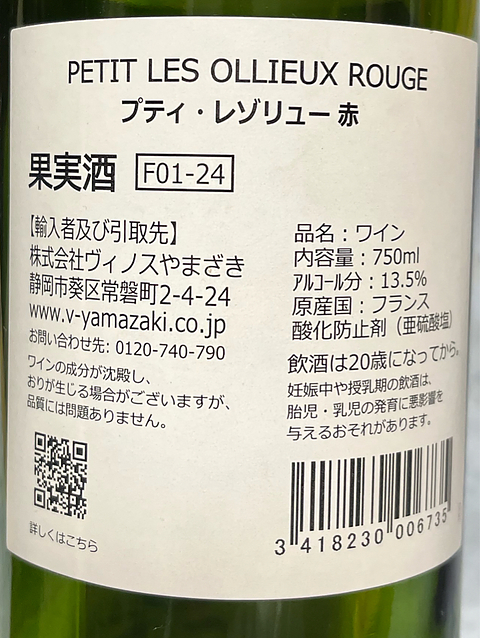 PETIT LES OLLIEUX ROUGE
プティ・レゾリュー 赤
果実酒 F01-24
【輸入者及び引取先】
株式会社ヴィノスやまざき
静岡市葵区常磐町2-4-24
www.v-yamazaki.co.jp
お問い合わせ先: 0120-740-790
ワインの成分が沈殿し、
おりが生じる場合がございますが、
品質には問題ありません。
詳しくはこちら
品名：ワイン
内容量：750ml
アルコール分：13.5%
原産国：フランス
酸化防止剤（亜硫酸塩）
飲酒は20歳になってから。
妊娠中や授乳期の飲酒は、
胎児・乳児の発育に悪影響を
与えるおそれがあります。
3 418230 006735